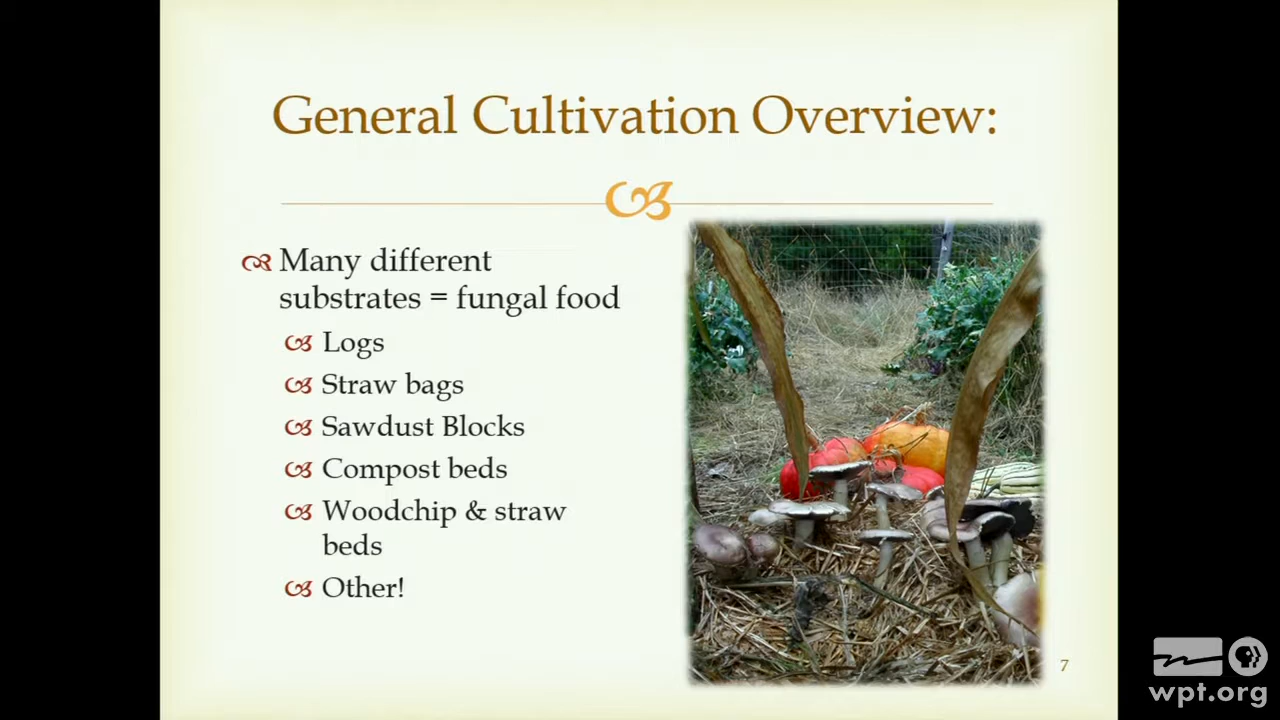 General Cultivation Overview:
Many different
substrates = fungal food
Logs
Straw bags
Sawdust Blocks
Compost beds
Woodchip & straw
beds
Other!
7
wpt.org